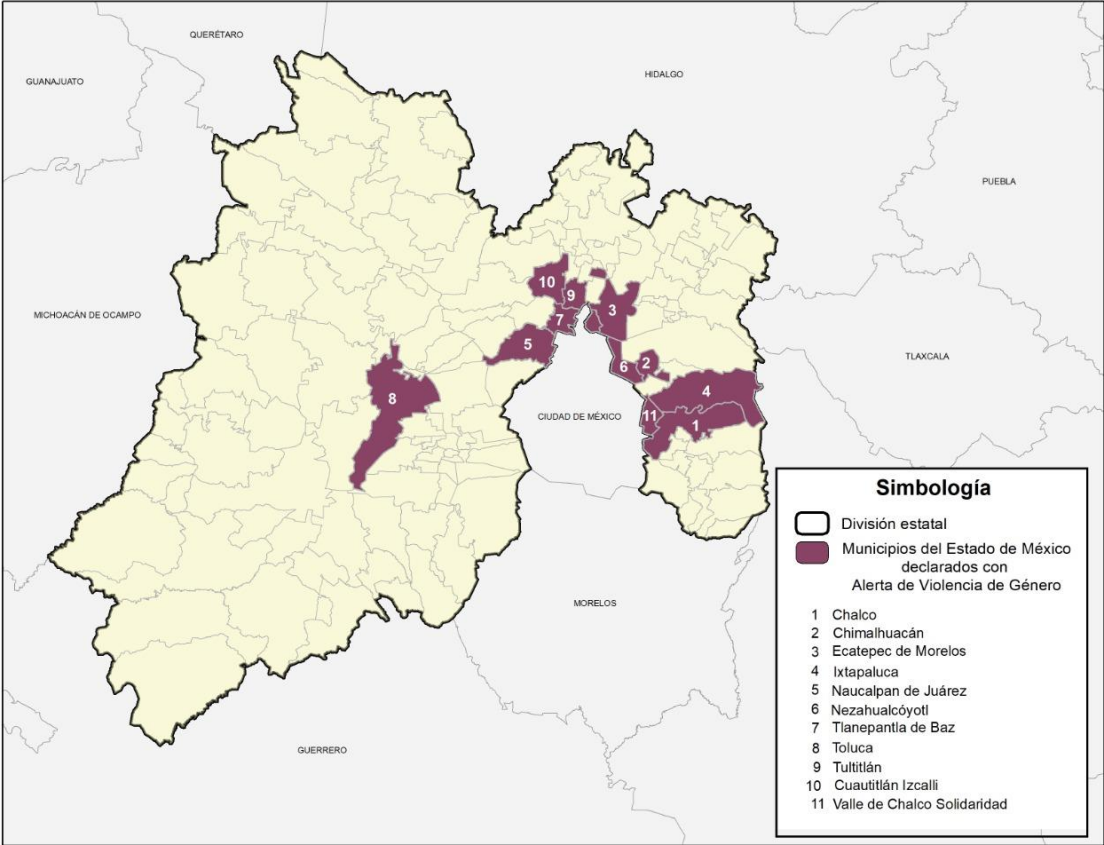 QUERÉTARO
GUANAJUATO
HIDALGO
PUEBLA
MICHOACÁN DE OCAMPO
TLAXCALA
CIUDAD DE MÉXICO
MORELOS
GUERRERO
10
9
3
7
5
6
2
8
4
11
1
Simbología
División estatal
Municipios del Estado de México
declarados con
Alerta de Violencia de Género
1 Chalco
2 Chimalhuacán
3 Ecatepec de Morelos
4 Ixtapaluca
5 Naucalpan de Juárez
6 Nezahualcóyotl
7 Tlanepantla de Baz
8 Toluca
9 Tultitlán
10 Cuautitlán Izcalli
11 Valle de Chalco Solidaridad